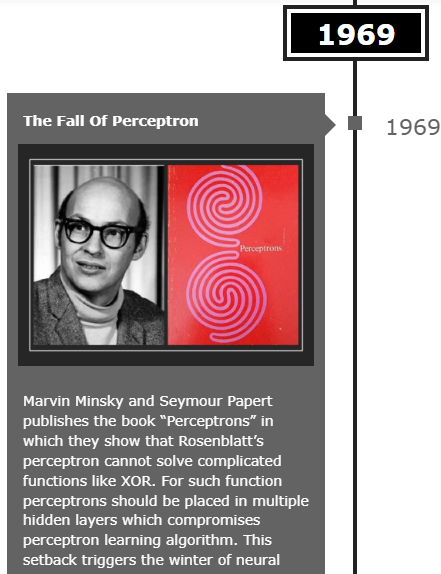 1969
The Fall Of Perceptron
1969
Perceptrons
Marvin Minsky and Seymour Papert
publishes the book “Perceptrons” in
which they show that Rosenblatt’s
perceptron cannot solve complicated
functions like XOR. For such function
perceptrons should be placed in multiple
hidden layers which compromises
perceptron learning algorithm. This
setback triggers the winter of neural